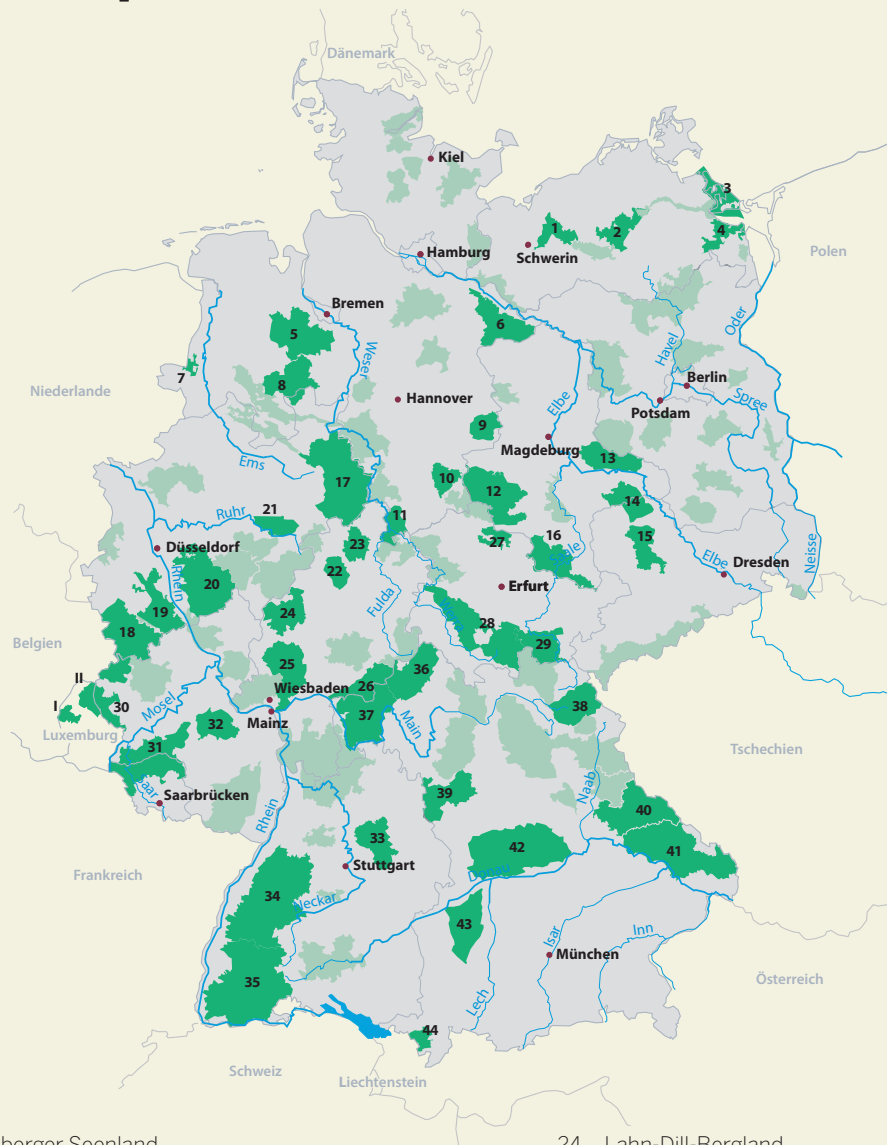 Dänemark
Kiel
3
1
2
4
Schwerin
Hamburg
Polen
Bremen
6
Oder
5
Havel
Weser
7
8
Berlin
Niederlande
Hannover
Elbe
Potsdam
Spree
9
Magdeburg
Ems
13
17
10
12
14
21
Ruhr
11
16
15
27
Düsseldorf
23
Saale
Neisse
22
Elbe
Dresden
Rhein
20
Erfurt
Fulda
Werra
19
24
28
18
29
Belgien
25
36
II
Wiesbaden
26
I
30
Mosel
Mainz
32
37
Main
38
Luxemburg
31
Tschechien
Saar
Saarbrücken
39
Naab
Rhein
40
33
42
41
Stuttgart
Donau
Frankreich
34
Neckar
43
Isar
Inn
München
35
Lech
Österreich
44
Schweiz
Liechtenstein
berger Seenland
24 Lahn-Dill-Bergland